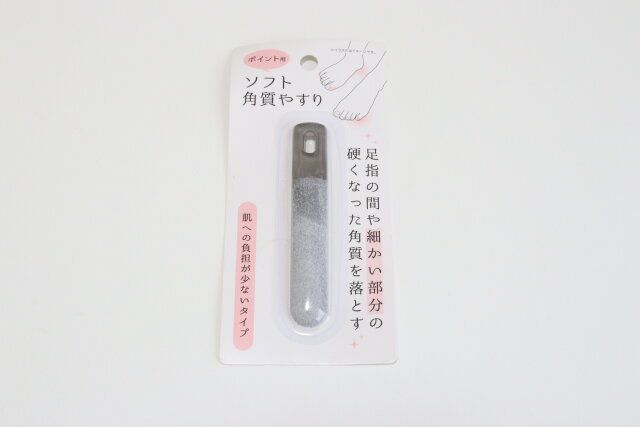 ポイント用
ソフト
角質やすり
足指の間や細かい部分の
硬くなった角質を落とす
肌への負担が少ないタイプ